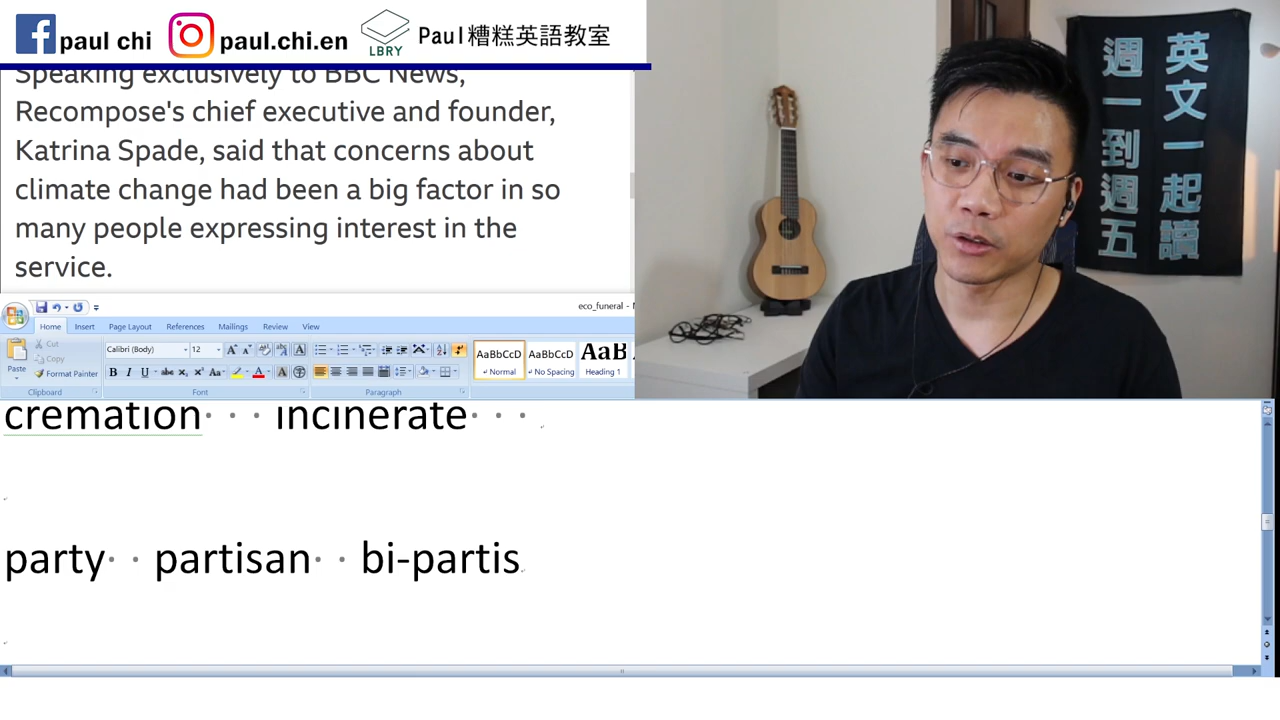 paul chi
paul.chi.en
LBRY
Paul糟糕英語教室
Speaking exclusively to BBC News,
Recompose's chief executive and founder,
Katrina Spade, said that concerns about
climate change had been a big factor in so
many people expressing interest in the
service.
英文一起讀
週一到週五
eco_funeral -
Home Insert Page Layout References Mailings Review View
Paste
Cut
Copy
Format Painter
Clipboard
Calibri (Body) 12
B I U abc x₂ x² Aa
Font
Paragraph
AaBbCcD
Normal
AaBbCcD
No Spacing
AaB
Heading 1
cremation incinerate
party partisan bi-partis